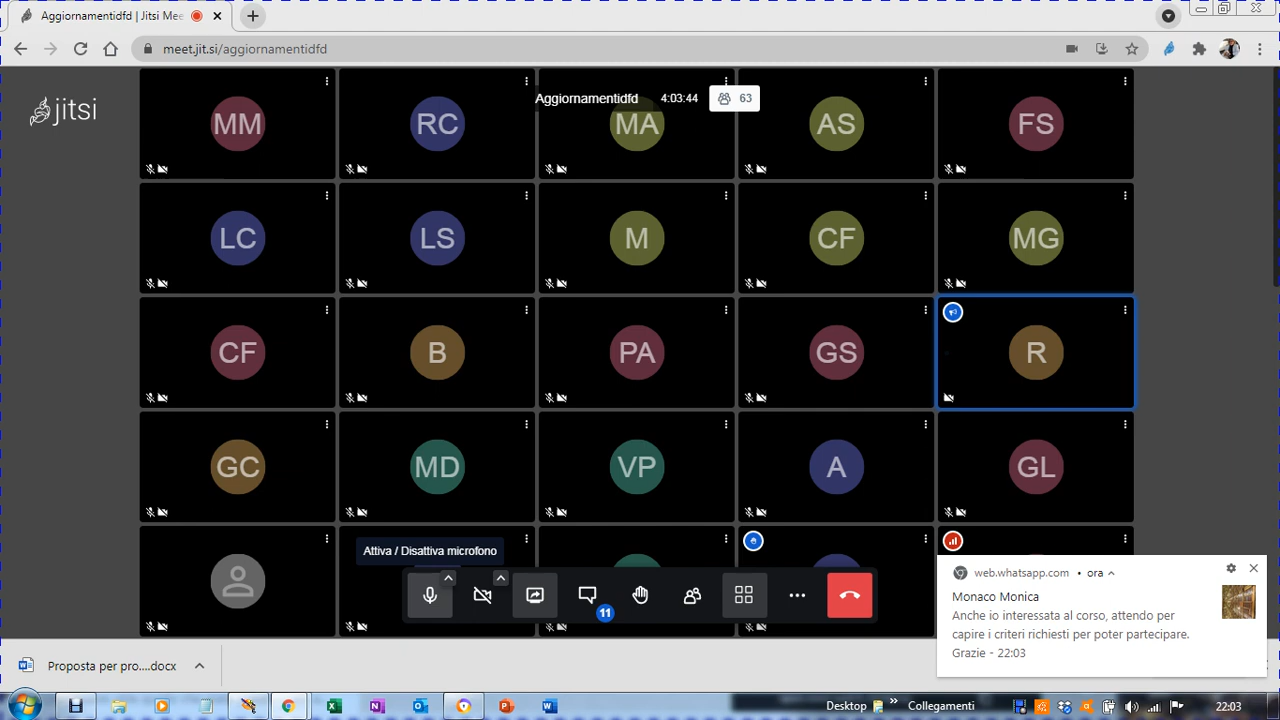 Aggiornamentidfd | Jitsi Mee
meet.jit.si/aggiornamentidfd
jitsi
Aggiornamentidfd 4:03:44 63
MM RC MA AS FS
LC LS M CF MG
CF B PA GS R
GC MD VP A GL
Attiva / Disattiva microfono
11
web.whatsapp.com • ora
Monaco Monica
Anche io interessata al corso, attendo per
capire i criteri richiesti per poter partecipare.
Grazie - 22:03
Proposta per pro....docx
Desktop » Collegamenti 22:03